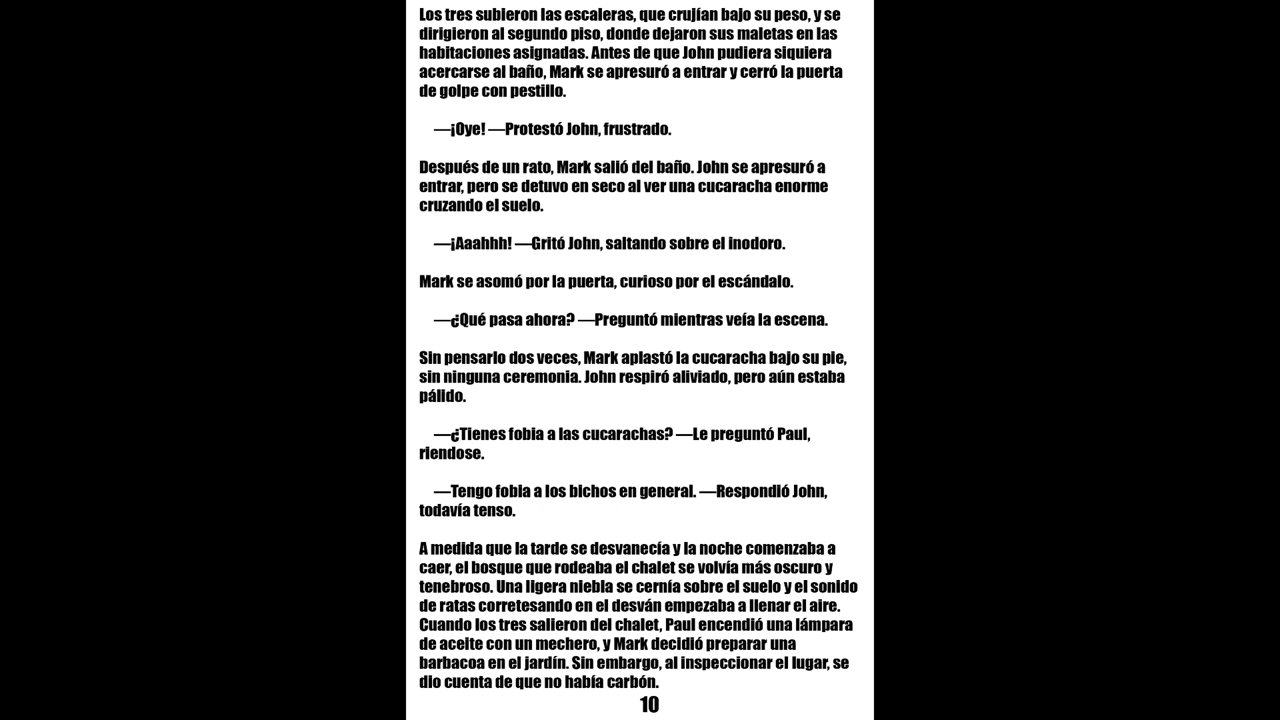 Los tres subieron las escaleras, que crujían bajo su peso, y se
dirigieron al segundo piso, donde dejaron sus maletas en las
habitaciones asignadas. Antes de que John pudiera siquiera
acercarse al baño, Mark se apresuró a entrar y cerró la puerta
de golpe con pestillo.
—¡Oye! —Protestó John, frustrado.
Después de un rato, Mark salió del baño. John se apresuró a
entrar, pero se detuvo en seco al ver una cucaracha enorme
cruzando el suelo.
—¡Aaahhh! —Gritó John, saltando sobre el inodoro.
Mark se asomó por la puerta, curioso por el escándalo.
—¿Qué pasa ahora? —Preguntó mientras veía la escena.
Sin pensarlo dos veces, Mark aplastó la cucaracha bajo su pie,
sin ninguna ceremonia. John respiró aliviado, pero aún estaba
pálido.
—¿Tienes fobia a las cucarachas? —Le preguntó Paul,
riendose.
—Tengo fobia a los bichos en general. —Respondió John,
todavía tenso.
A medida que la tarde se desvanecía y la noche comenzaba a
caer, el bosque que rodeaba el chalet se volvía más oscuro y
tenebroso. Una ligera niebla se cernía sobre el suelo y el sonido
de ratas corretesando en el desván empezaba a llenar el aire.
Cuando los tres salieron del chalet, Paul encendió una lámpara
de aceite con un mechero, y Mark decidió preparar una
barbacoa en el jardín. Sin embargo, al inspeccionar el lugar, se
dio cuenta de que no había carbón.
10